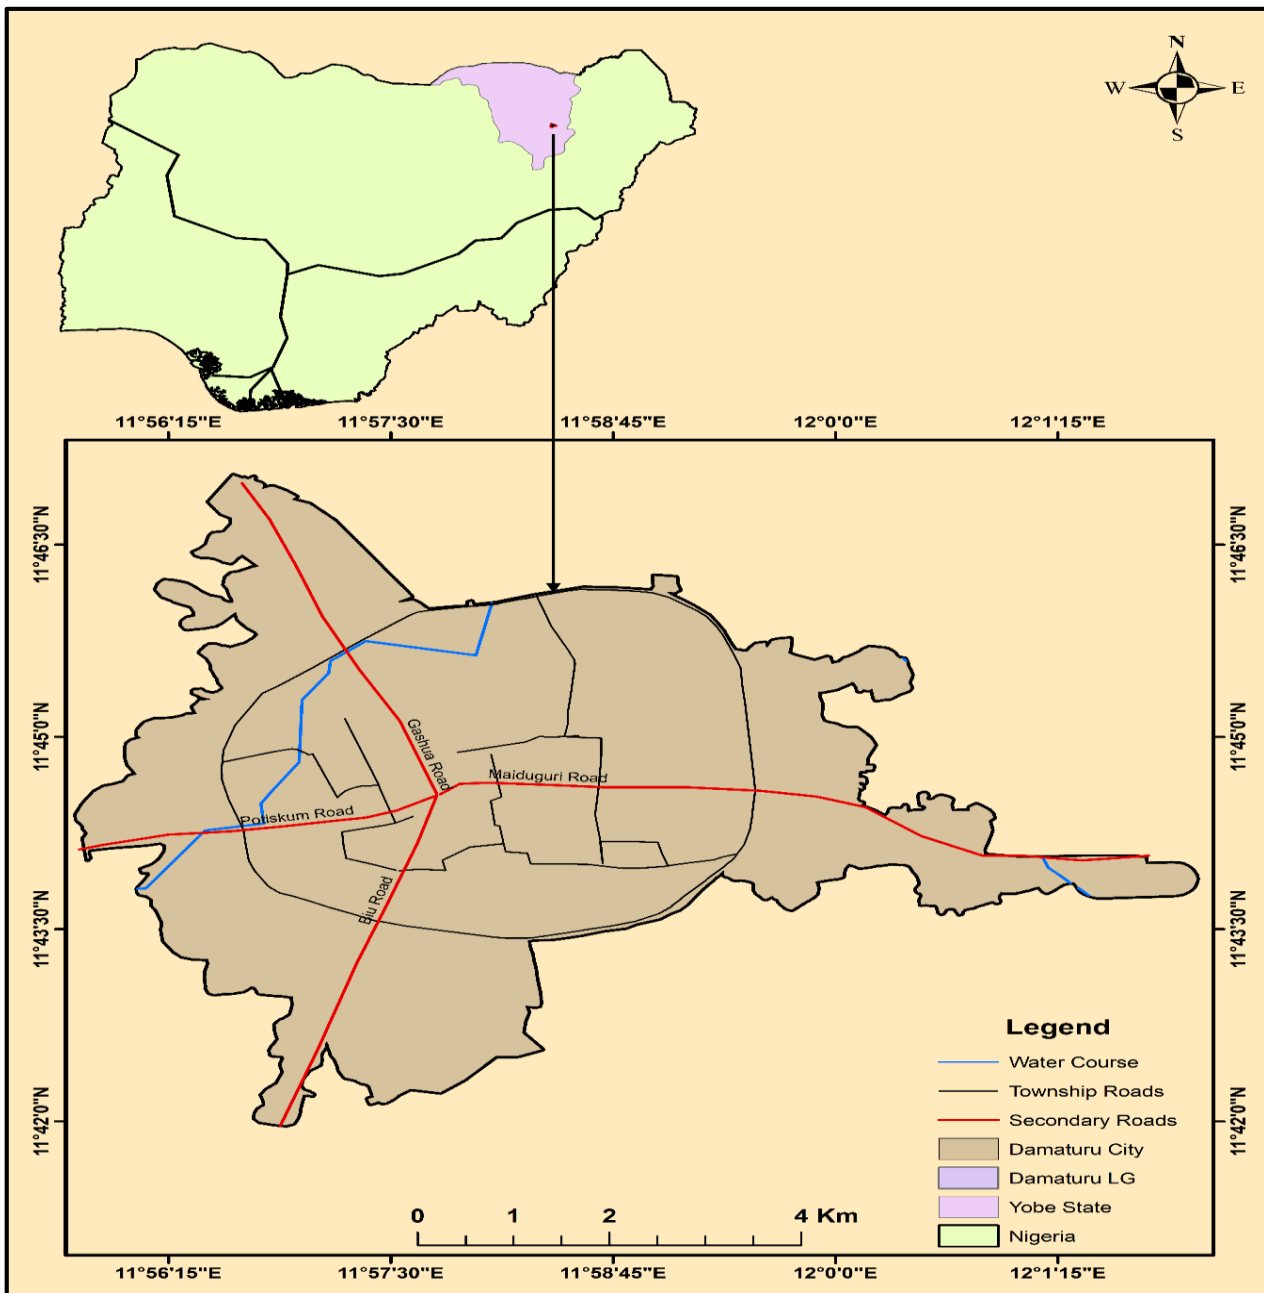 N
W E
S
11°56'15"E 11°57'30"E 11°58'45"E 12°0'0"E 12°1'15"E
11°46'30"N 11°46'30"N
11°45'0"N 11°45'0"N
Gashua Road
Maiduguri Road
Potiskum Road
Biu Road
11°43'30"N 11°43'30"N
Legend
Water Course
Township Roads
Secondary Roads
11°42'0"N 11°42'0"N
Damaturu City
Damaturu LG
Yobe State
Nigeria
0 1 2 4 Km
11°56'15"E 11°57'30"E 11°58'45"E 12°0'0"E 12°1'15"E